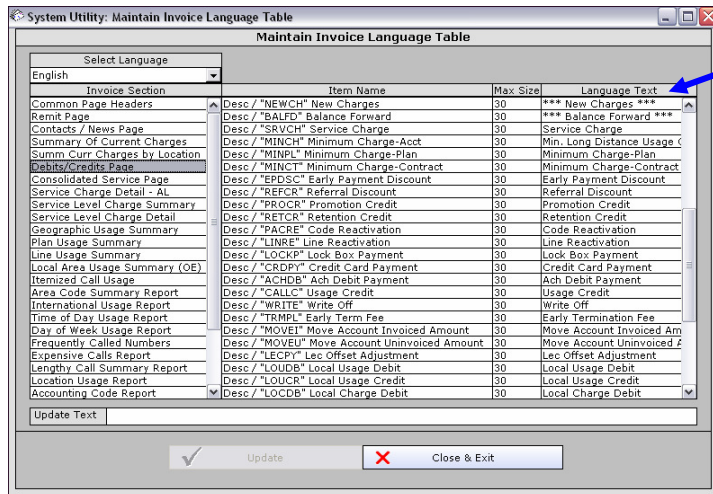 System Utility: Maintain Invoice Language Table
Maintain Invoice Language Table
Select Language
English
Invoice Section Item Name Max Size Language Text
Common Page Headers Desc / "NEWCH" New Charges 30 *** New Charges ***
Remit Page Desc / "BALFD" Balance Forward 30 *** Balance Forward ***
Contacts / News Page Desc / "SRVCH" Service Charge 30 Service Charge
Summary Of Current Charges Desc / "MINCH" Minimum Charge-Acct 30 Min. Long Distance Usage C
Summ Curr Charges by Location Desc / "MINPL" Minimum Charge-Plan 30 Minimum Charge-Plan
Debits/Credits Page Desc / "MINCT" Minimum Charge-Contract 30 Minimum Charge-Contract
Consolidated Service Page Desc / "EPDSC" Early Payment Discount 30 Early Payment Discount
Service Charge Detail - AL Desc / "REFCR" Referral Discount 30 Referral Discount
Service Level Charge Summary Desc / "PROCR" Promotion Credit 30 Promotion Credit
Service Level Charge Detail Desc / "RETCR" Retention Credit 30 Retention Credit
Geographic Usage Summary Desc / "PACRE" Code Reactivation 30 Code Reactivation
Plan Usage Summary Desc / "LINRE" Line Reactivation 30 Line Reactivation
Line Usage Summary Desc / "LOCKP" Lock Box Payment 30 Lock Box Payment
Local Area Usage Summary (OE) Desc / "CRDPY" Credit Card Payment 30 Credit Card Payment
Itemized Call Usage Desc / "ACHDB" Ach Debit Payment 30 Ach Debit Payment
Area Code Summary Report Desc / "CALLC" Usage Credit 30 Usage Credit
International Usage Report Desc / "WRITE" Write Off 30 Write Off
Time of Day Usage Report Desc / "TRMPL" Early Term Fee 30 Early Termination Fee
Day of Week Usage Report Desc / "MOVEI" Move Account Invoiced Amount 30 Move Account Invoiced Am
Frequently Called Numbers Desc / "MOVEU" Move Account Uninvoiced Amount 30 Move Account Uninvoiced A
Expensive Calls Report Desc / "LECPY" Lec Offset Adjustment 30 Lec Offset Adjustment
Lengthy Call Summary Report Desc / "LOUDB" Local Usage Debit 30 Local Usage Debit
Location Usage Report Desc / "LOUCR" Local Usage Credit 30 Local Usage Credit
Accounting Code Report Desc / "LOCDB" Local Charge Debit 30 Local Charge Debit
Update Text
Update Close & Exit